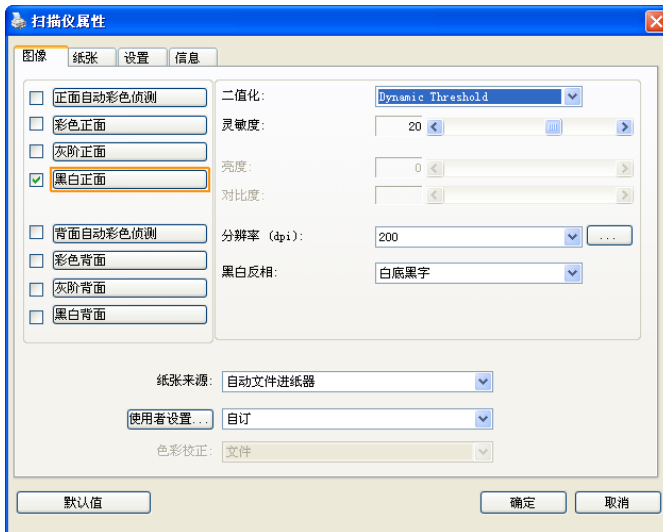 扫描仪属性
图像 纸张 设置 信息
正面自动彩色侦测
彩色正面
灰阶正面
黑白正面
背面自动彩色侦测
彩色背面
灰阶背面
黑白背面
二值化: Dynamic Threshold
灵敏度: 20
亮度: 0
对比度:
分辨率 (dpi): 200 ...
黑白反相: 白底黑字
纸张来源: 自动文件进纸器
使用者设置... 自订
色彩校正: 文件
默认值 确定 取消